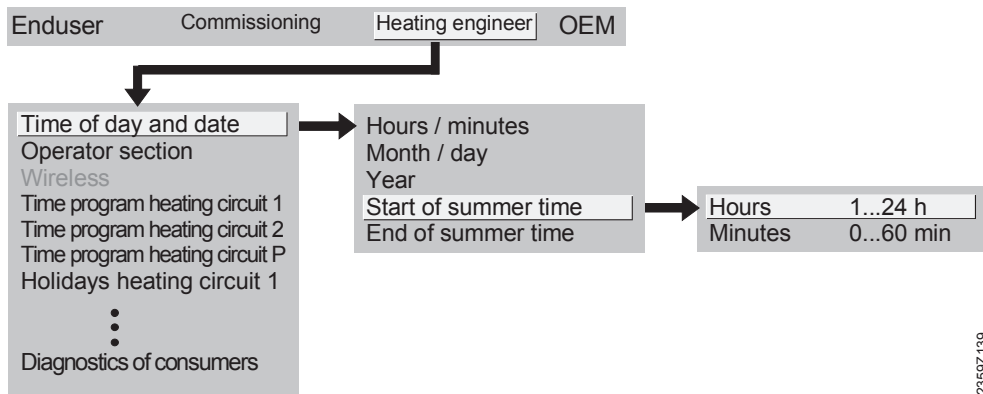 Enduser Commissioning Heating engineer OEM
Time of day and date
Operator section
Wireless
Time program heating circuit 1
Time program heating circuit 2
Time program heating circuit P
Holidays heating circuit 1
Diagnostics of consumers
Hours / minutes
Month / day
Year
Start of summer time
End of summer time
Hours 1...24 h
Minutes 0...60 min
2359Z139